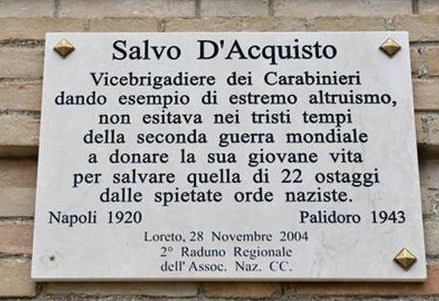 Salvo D'Acquisto
Vicebrigadiere dei Carabinieri
dando esempio di estremo altruismo,
non esitava nei tristi tempi
della seconda guerra mondiale
a donare la sua giovane vita
per salvare quella di 22 ostaggi
dalle spietate orde naziste.
Napoli 1920 Palidoro 1943
Loreto, 28 Novembre 2004
2° Raduno Regionale
dell'Assoc. Naz. CC.